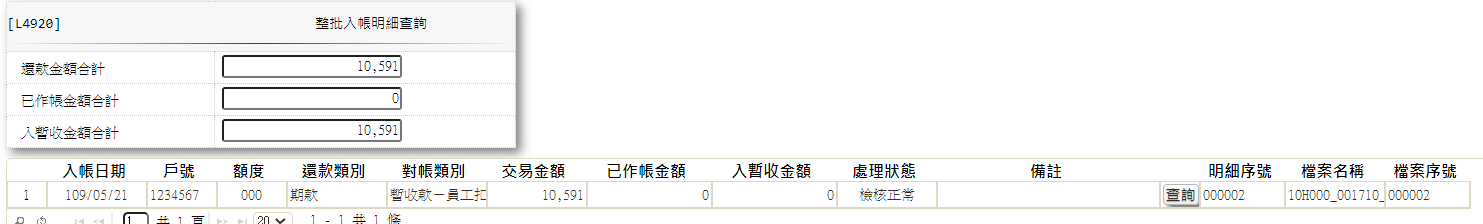 [L4920] 整批入帳明細查詢
還款金額合計 10,591
已作帳金額合計 0
入暫收金額合計 10,591
入帳日期 戶號 額度 還款類別 對帳類別 交易金額 已作帳金額 入暫收金額 處理狀態 備註 明細序號 檔案名稱 檔案序號
1 109/05/21 1234567 000 期款 暫收款－員工扣 10,591 0 0 檢核正常 查詢 000002 10H000_001710_ 000002
1 共 1 頁 20 1 - 1 共 1 條